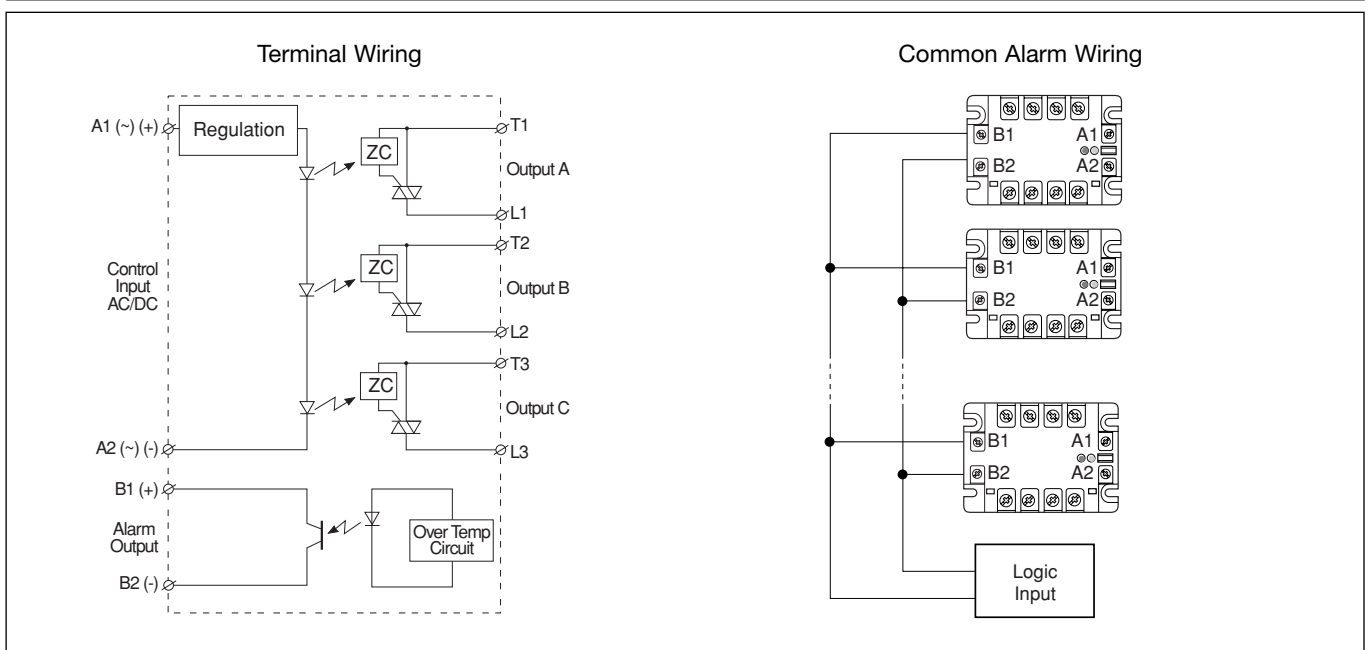 Terminal Wiring
A1 (~) (+)
Regulation
ZC
T1
Output A
L1
T2
ZC
Output B
L2
Control
Input
AC/DC
T3
ZC
Output C
L3
A2 (~) (-)
B1 (+)
Alarm
Output
Over Temp
Circuit
B2 (-)
Common Alarm Wiring
B1 A1
B2 A2
B1 A1
B2 A2
B1 A1
B2 A2
Logic
Input